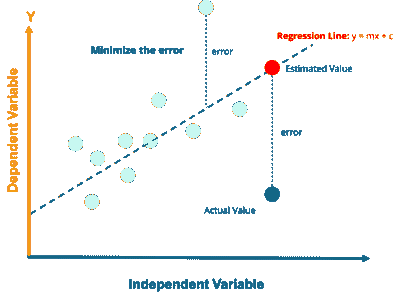 Y
Minimize the error
error
Regression Line: y = mx + c
Estimated Value
Dependent Variable
error
Actual Value
Independent Variable